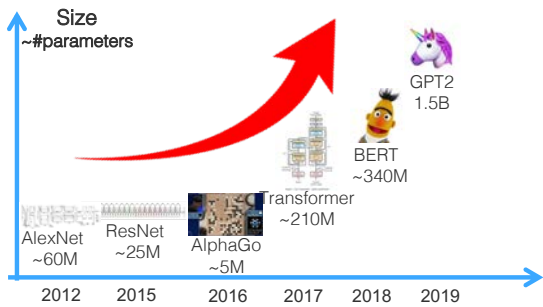 Size
~#parameters
GPT2
1.5B
BERT
~340M
Transformer
~210M
AlexNet
~60M
ResNet
~25M
AlphaGo
~5M
2012
2015
2016
2017
2018
2019